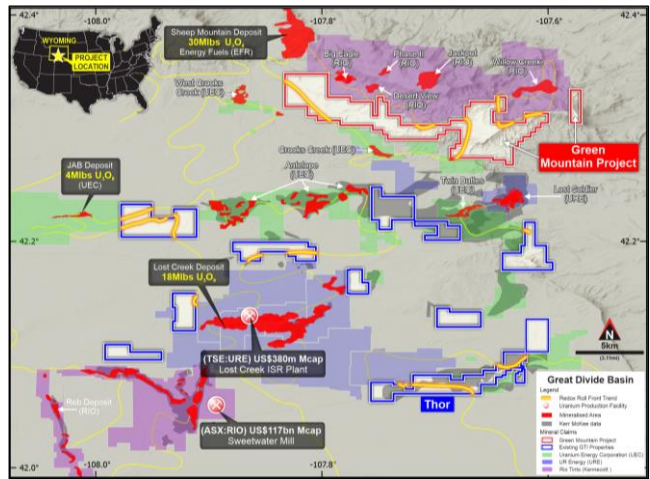 42.4°
-108.0°
-107.8°
-107.6°
42.4°
WYOMING
PROJECT
LOCATION
Sheep Mountain Deposit
30Mlbs U₃O₈
Energy Fuels (EFR)
Big Eagle
(RIO)
Phase II
(RIO)
Jackpot
(RIO)
Willow Creek
(RIO)
Desert View
(RIO)
West Crooks
Creek (UEC)
Crooks Creek (UEC)
Green
Mountain Project
JAB Deposit
4Mlbs U₃O₈
(UEC)
Antelope
(UEC)
Twin Buttes
(UEC)
Lost Soldier
(URE)
42.2°
42.2°
Lost Creek Deposit
18Mlbs U₃O₈
(TSE:URE) US$380m Mcap
Lost Creek ISR Plant
N
5km
Reb Deposit
(RIO)
(ASX:RIO) US$117bn Mcap
Sweetwater Mill
Thor
Great Divide Basin
Legend
Redox Roll Front Trend
Uranium Production Facility
Mineralised Area
Kerr McKee data
Mineral Claims
Green Mountain Project
Existing GTI Properties
Uranium Energy Corporation (UEC)
UR Energy (URE)
Rio Tinto (Kennecott)
42.0°
-108.0°
-107.8°
-107.6°
42.0°